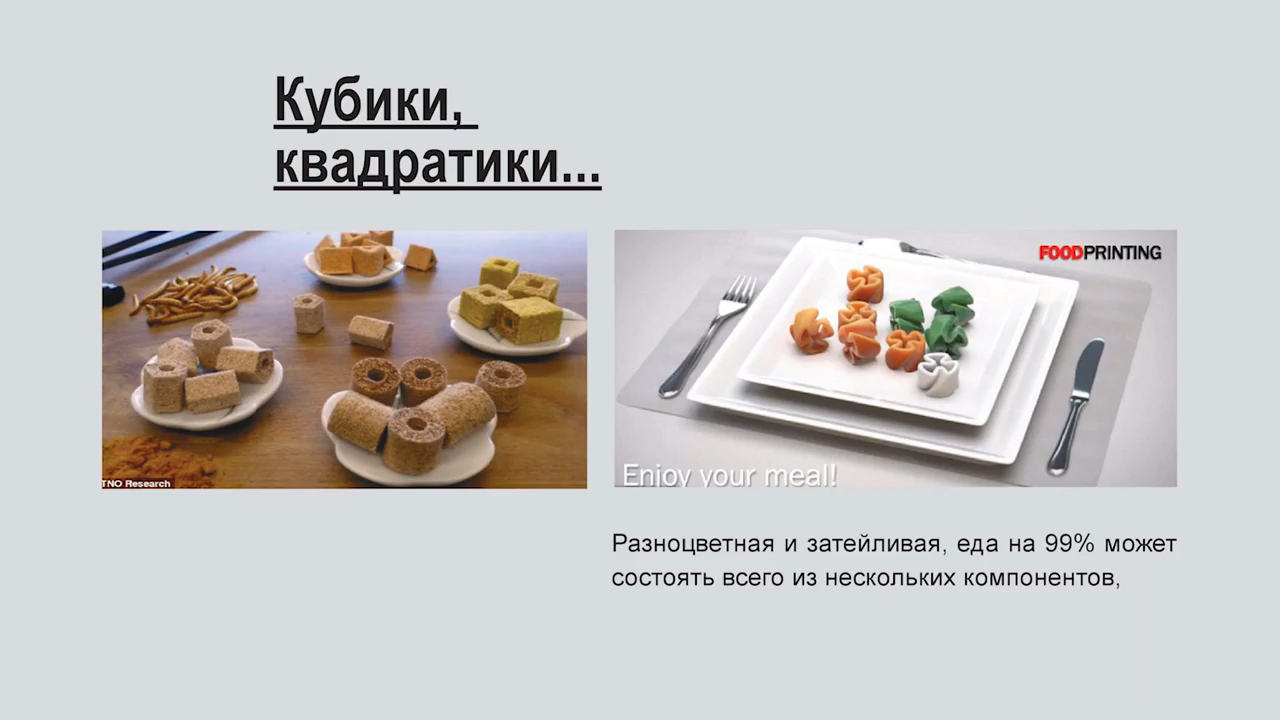 Кубики,
квадратики...
FOODPRINTING
TNO Research
Enjoy your meal!
Разноцветная и затейливая, еда на 99% может
состоять всего из нескольких компонентов,